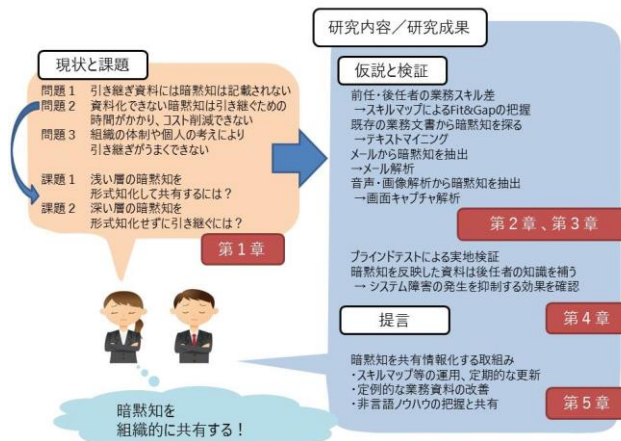 現状と課題
問題1 引き継ぎ資料には暗黙知は記載されない
問題2 資料化できない暗黙知は引き継ぐための
時間がかかり、コスト削減できない
問題3 組織の体制や個人の考えにより
引き継ぎがうまくできない
課題1 浅い層の暗黙知を
形式知化して共有するには?
課題2 深い層の暗黙知を
形式知化せずに引き継ぐには?
第1章
暗黙知を
組織的に共有する!
研究内容/研究成果
仮説と検証
前任・後任者の業務スキル差
→スキルマップによるFit&Gapの把握
既存の業務文書から暗黙知を探る
→テキストマイニング
メールから暗黙知を抽出
→メール解析
音声・画像解析から暗黙知を抽出
→画面キャプチャ解析
第2章、第3章
ブラインドテストによる実地検証
暗黙知を反映した資料は後任者の知識を補う
→ システム障害の発生を抑制する効果を確認
第4章
提言
暗黙知を共有情報化する取組み
・スキルマップ等の運用、定期的な更新
・定例的な業務資料の改善
・非言語ノウハウの把握と共有
第5章